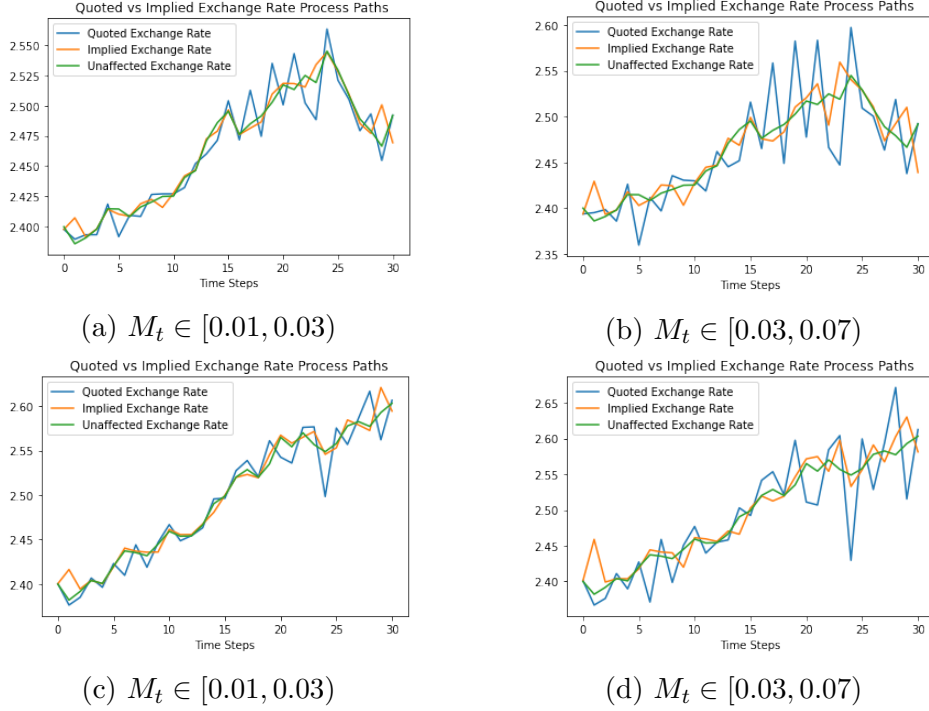 Quoted vs Implied Exchange Rate Process Paths
Quoted Exchange Rate
Implied Exchange Rate
Unaffected Exchange Rate
2.550
2.525
2.500
2.475
2.450
2.425
2.400
0 5 10 15 20 25 30
Time Steps
(a) M_t ∈ [0.01, 0.03)
Quoted vs Implied Exchange Rate Process Paths
Quoted Exchange Rate
Implied Exchange Rate
Unaffected Exchange Rate
2.60
2.55
2.50
2.45
2.40
2.35
0 5 10 15 20 25 30
Time Steps
(b) M_t ∈ [0.03, 0.07)
Quoted vs Implied Exchange Rate Process Paths
Quoted Exchange Rate
Implied Exchange Rate
Unaffected Exchange Rate
2.60
2.55
2.50
2.45
2.40
0 5 10 15 20 25 30
Time Steps
(c) M_t ∈ [0.01, 0.03)
Quoted vs Implied Exchange Rate Process Paths
Quoted Exchange Rate
Implied Exchange Rate
Unaffected Exchange Rate
2.65
2.60
2.55
2.50
2.45
2.40
0 5 10 15 20 25 30
Time Steps
(d) M_t ∈ [0.03, 0.07)